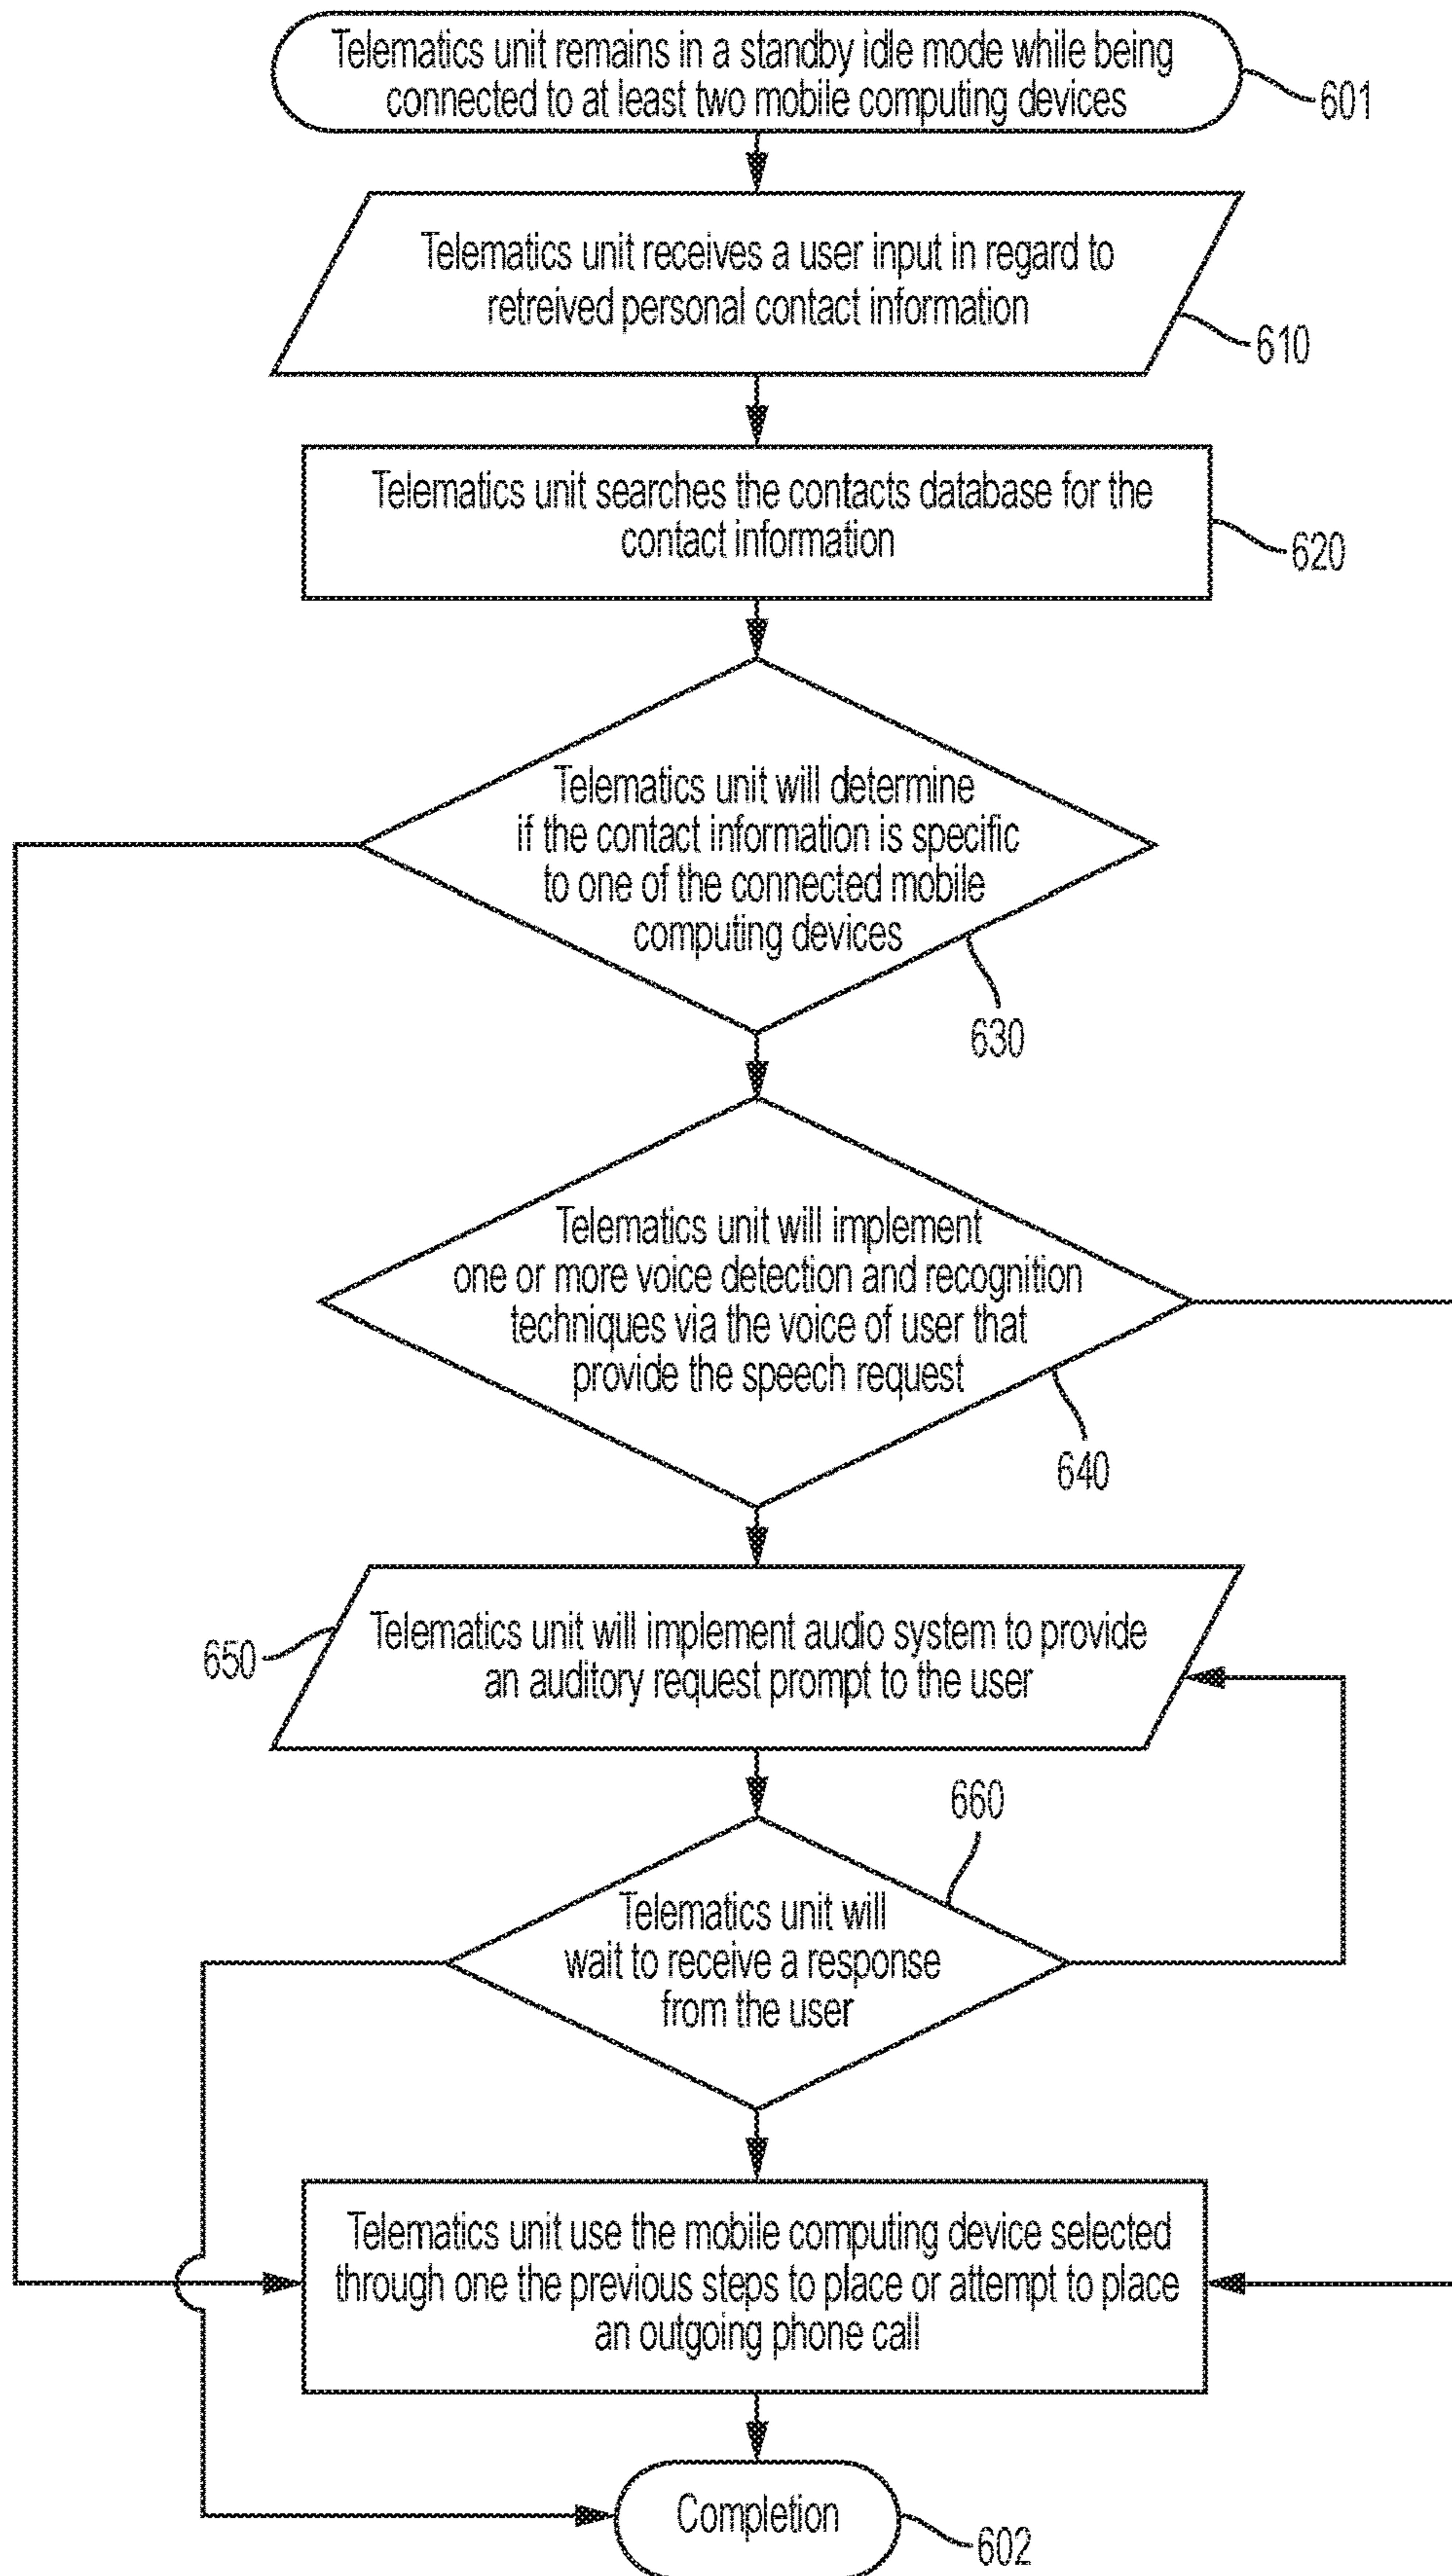 Telematics unit remains in a standby idle mode while being
connected to at least two mobile computing devices
601
Telematics unit receives a user input in regard to
retreived personal contact information
610
Telematics unit searches the contacts database for the
contact information
620
Telematics unit will determine
if the contact information is specific
to one of the connected mobile
computing devices
630
Telematics unit will implement
one or more voice detection and recognition
techniques via the voice of user that
provide the speech request
640
650
Telematics unit will implement audio system to provide
an auditory request prompt to the user
660
Telematics unit will
wait to receive a response
from the user
Telematics unit use the mobile computing device selected
through one the previous steps to place or attempt to place
an outgoing phone call
Completion
602